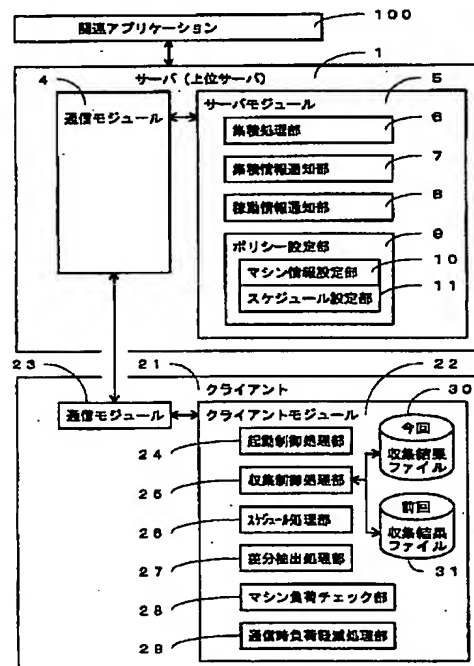 関連アプリケーション
100
サーバ（上位サーバ）
1
4
通信モジュール
サーバモジュール
5
集積処理部
6
集積情報通知部
7
稼動情報通知部
8
ポリシー設定部
9
マシン情報設定部
10
スケジュール設定部
11
23
通信モジュール
21
クライアント
クライアントモジュール
22
30
今回
収集結果
ファイル
24
起動制御処理部
25
収集制御処理部
26
スケジュール処理部
27
差分抽出処理部
前回
収集結果
ファイル
31
28
マシン負荷チェック部
29
通信時負荷軽減処理部